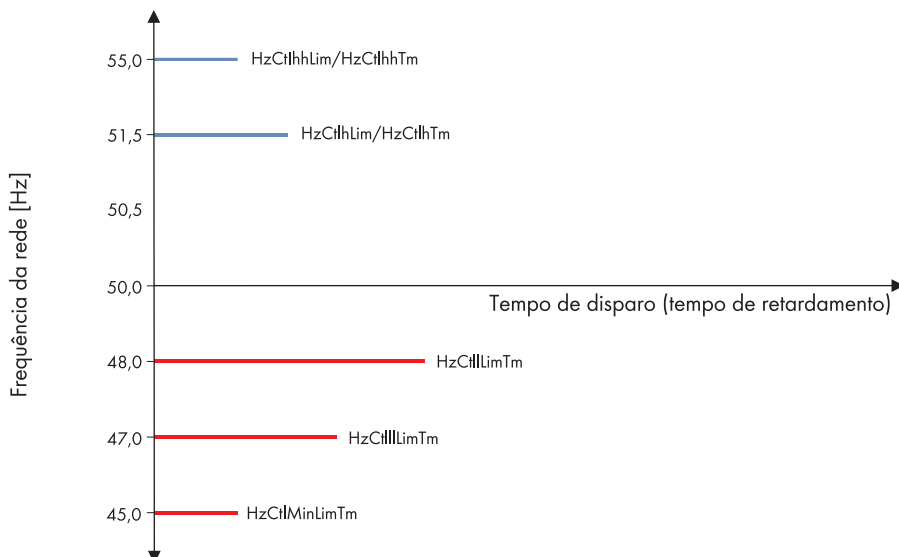 55,0
HzCtlhhLim/HzCtlhhTm
51,5
HzCtlhLim/HzCtlhTm
50,5
Frequência da rede [Hz]
50,0
Tempo de disparo (tempo de retardamento)
48,0
HzCtllLimTm
47,0
HzCtlllLimTm
45,0
HzCtlMinLimTm